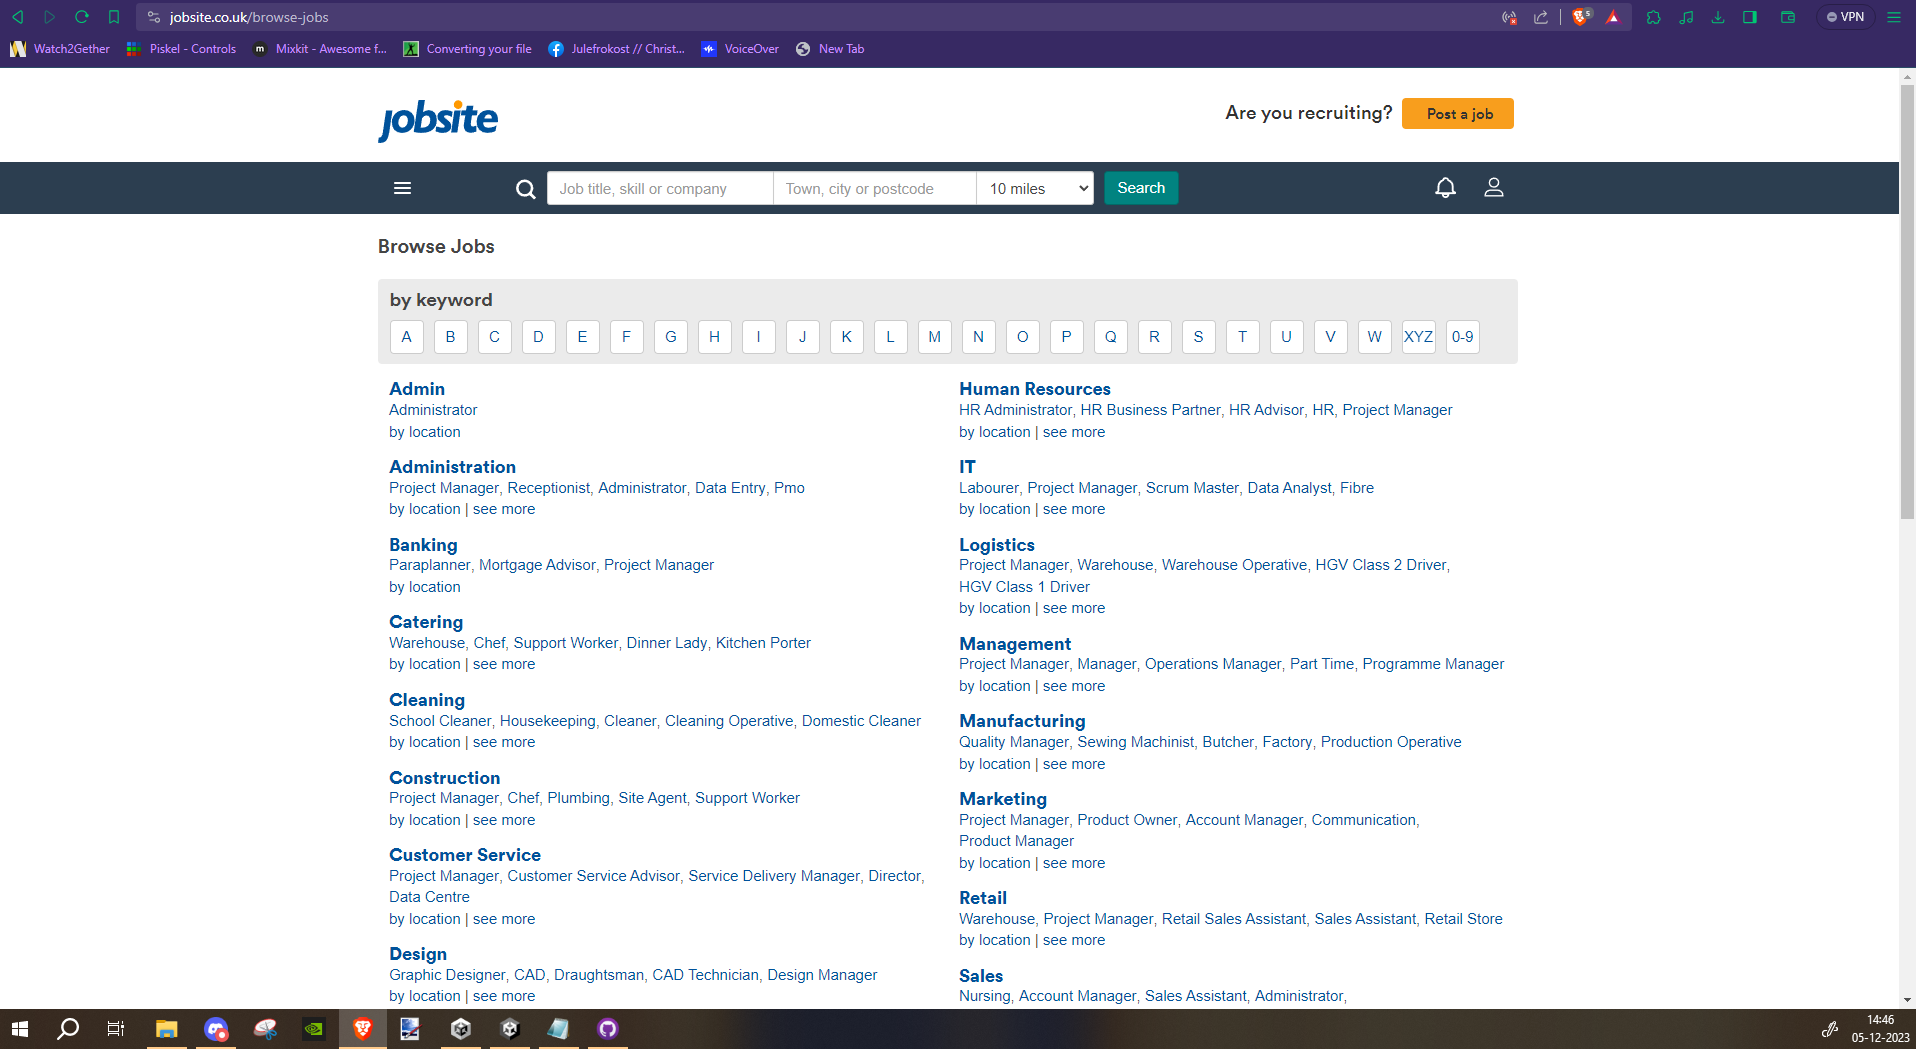 jobsite.co.uk/browse-jobs
5
VPN
Watch2Gether
Piskel - Controls
Mixkit - Awesome f...
Converting your file
Julefrokost // Christ...
VoiceOver
New Tab
jobsite
Are you recruiting?
Post a job
Job title, skill or company
Town, city or postcode
10 miles
Search
Browse Jobs
by keyword
A B C D E F G H I J K L M N O P Q R S T U V W XYZ 0-9
Admin
Administrator
by location
Administration
Project Manager, Receptionist, Administrator, Data Entry, Pmo
by location | see more
Banking
Paraplanner, Mortgage Advisor, Project Manager
by location
Catering
Warehouse, Chef, Support Worker, Dinner Lady, Kitchen Porter
by location | see more
Cleaning
School Cleaner, Housekeeping, Cleaner, Cleaning Operative, Domestic Cleaner
by location | see more
Construction
Project Manager, Chef, Plumbing, Site Agent, Support Worker
by location | see more
Customer Service
Project Manager, Customer Service Advisor, Service Delivery Manager, Director,
Data Centre
by location | see more
Design
Graphic Designer, CAD, Draughtsman, CAD Technician, Design Manager
by location | see more
Human Resources
HR Administrator, HR Business Partner, HR Advisor, HR, Project Manager
by location | see more
IT
Labourer, Project Manager, Scrum Master, Data Analyst, Fibre
by location | see more
Logistics
Project Manager, Warehouse, Warehouse Operative, HGV Class 2 Driver,
HGV Class 1 Driver
by location | see more
Management
Project Manager, Manager, Operations Manager, Part Time, Programme Manager
by location | see more
Manufacturing
Quality Manager, Sewing Machinist, Butcher, Factory, Production Operative
by location | see more
Marketing
Project Manager, Product Owner, Account Manager, Communication,
Product Manager
by location | see more
Retail
Warehouse, Project Manager, Retail Sales Assistant, Sales Assistant, Retail Store
by location | see more
Sales
Nursing, Account Manager, Sales Assistant, Administrator,
14:46
05-12-2023